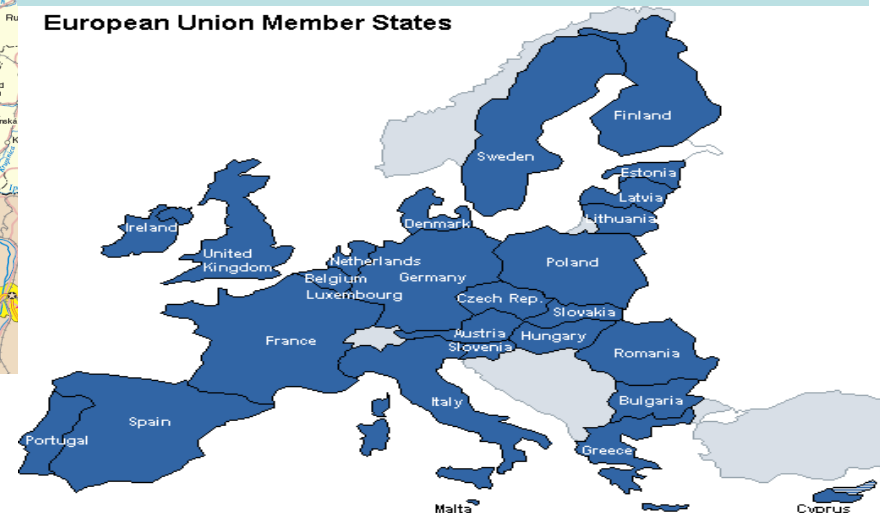 European Union Member States
Ru
Finland
Sweden
Estonia
Latvia
Lithuania
Denmark
Ireland
United
Kingdom
Netherlands
Belgium
Germany
Luxembourg
Poland
Czech Rep.
Slovakia
Austria
Hungary
Slovenia
France
Romania
Italy
Bulgaria
Spain
Portugal
Greece
Malta
Cyprus